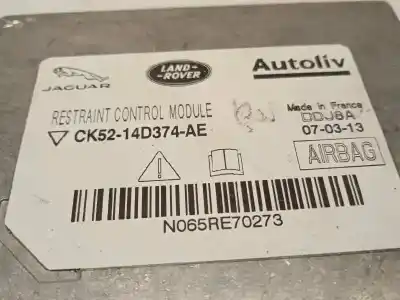 JAGUAR
LAND-
ROVER
Autoliv
RESTRAINT CONTROL MODULE
CK52-14D374-AE
Made in France
DDJ8A
07-03-13
AIRBAG
N065RE70273